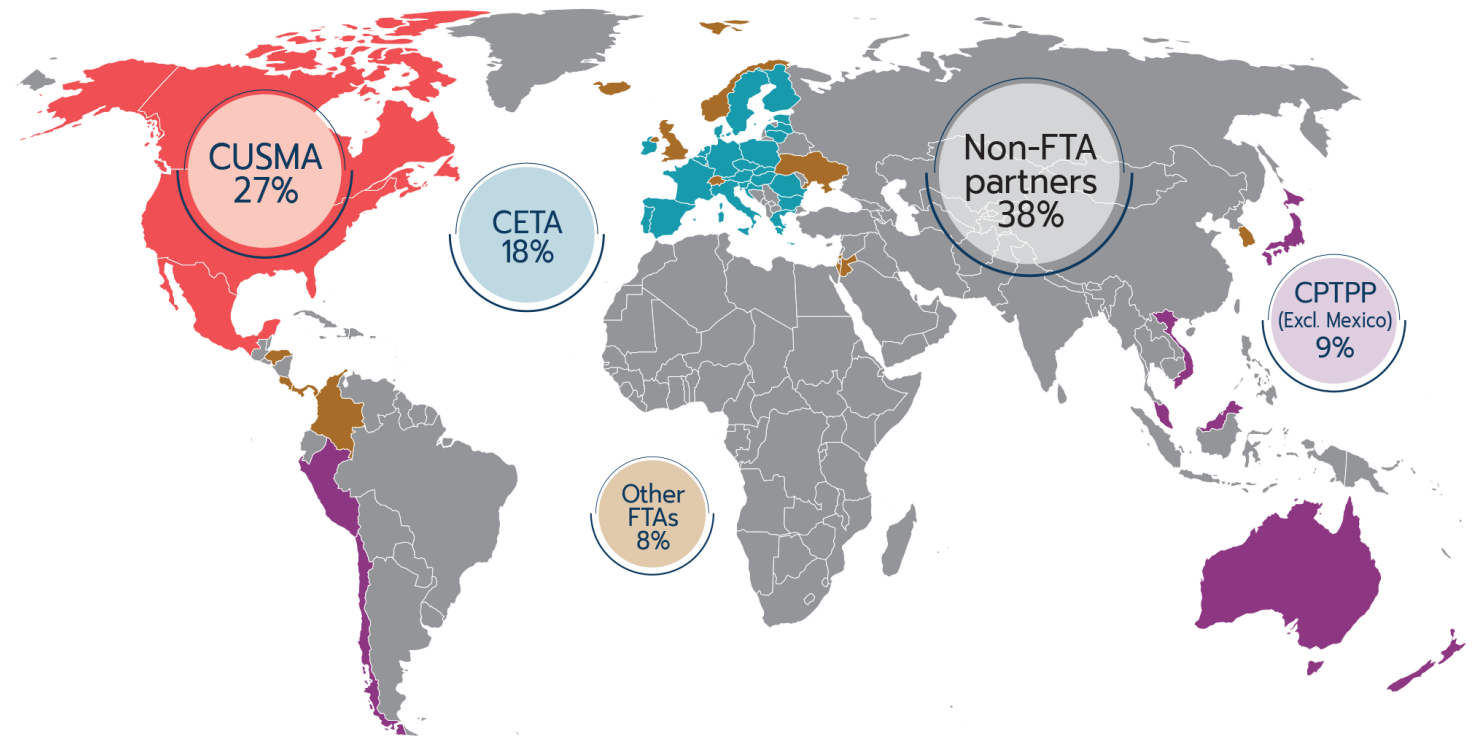 CUSMA
27%
CETA
18%
Non-FTA
partners
38%
CPTPP
(Excl. Mexico)
9%
Other
FTAs
8%